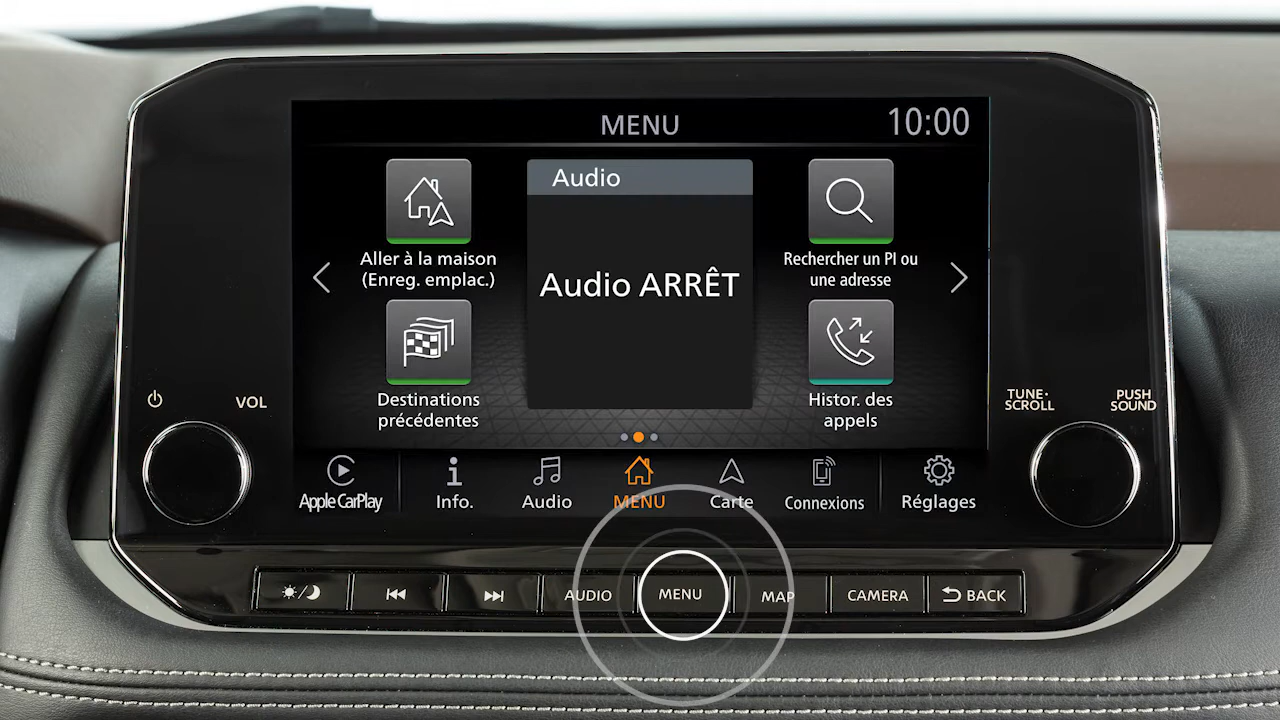 MENU
10:00
Audio
Audio ARRÊT
Aller à la maison
(Enreg. emplac.)
Rechercher un PI ou
une adresse
Destinations
précédentes
Histor. des
appels
VOL
TUNE·
SCROLL
PUSH
SOUND
Apple CarPlay
Info.
Audio
MENU
Carte
Connexions
Réglages
AUDIO
MENU
MAP
CAMERA
BACK